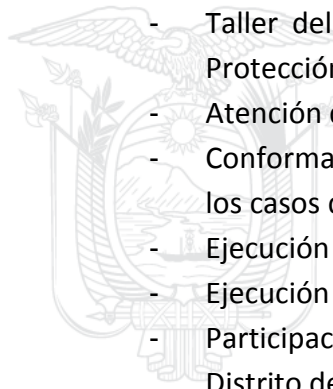 - Taller del
Protección
- Atención
- Conforma
los casos
- Ejecución
- Ejecución
- Participac
Distrito de